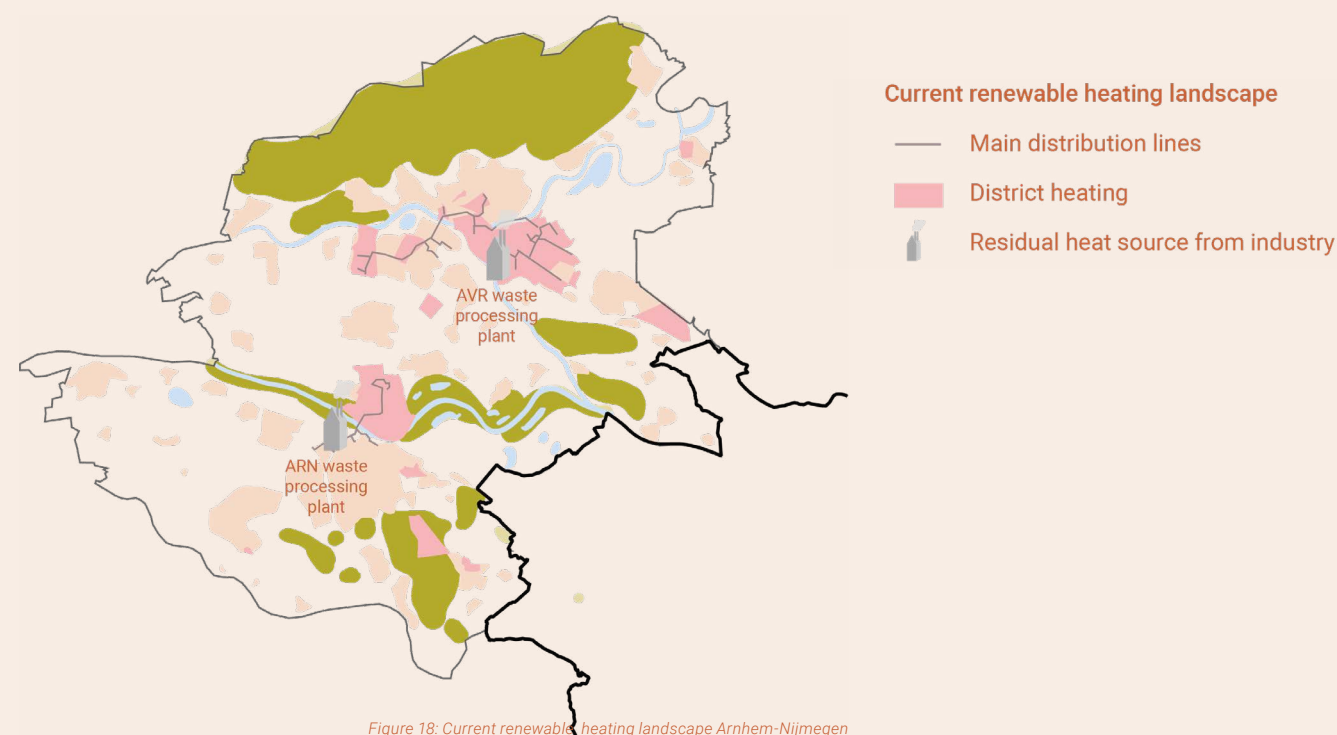 Current renewable heating landscape
Main distribution lines
District heating
Residual heat source from industry
AVR waste
processing
plant
ARN waste
processing
plant
Figure 18: Current renewable heating landscape Arnhem-Nijmegen